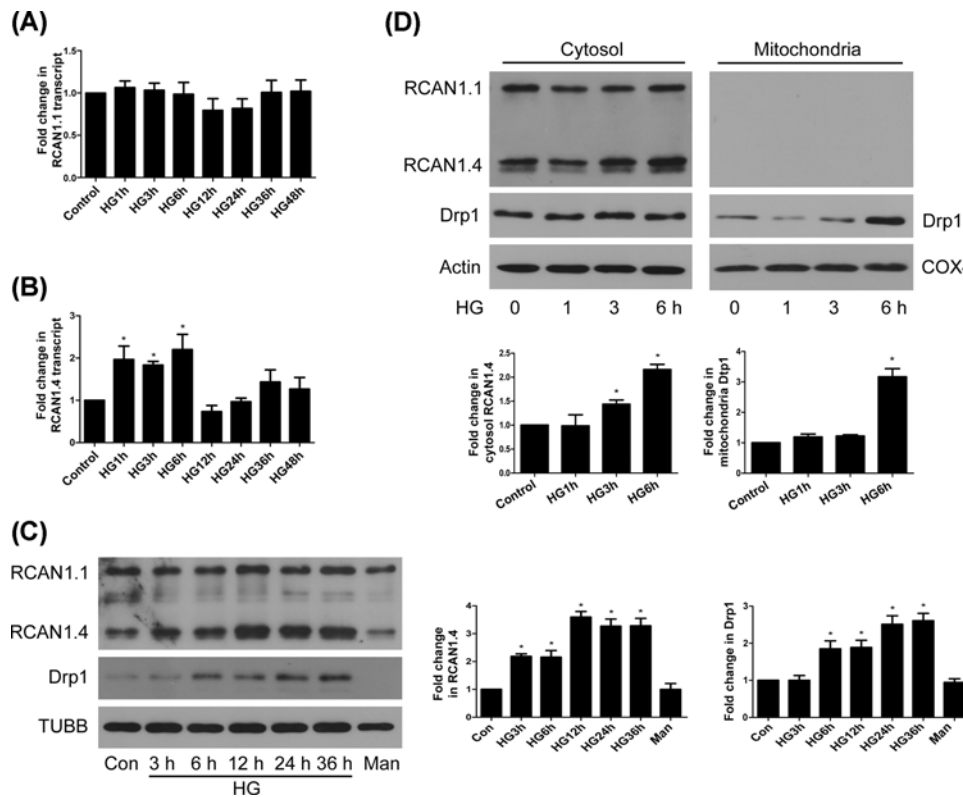 (A)
Fold change in
RCAN1.1 transcript
1.5
1.0
0.5
0.0
Control
HG1h
HG3h
HG6h
HG12h
HG24h
HG36h
HG48h
(B)
Fold change in
RCAN1.4 transcript
3
2
1
0
* * *
Control
HG1h
HG3h
HG6h
HG12h
HG24h
HG36h
HG48h
(C)
RCAN1.1
RCAN1.4
Drp1
TUBB
Con 3 h 6 h 12 h 24 h 36 h Man
HG
Fold change
in RCAN1.4
4
3
2
1
0
* * * * *
Con
HG3h
HG6h
HG12h
HG24h
HG36h
Man
Fold change in Drp1
3
2
1
0
* * * *
Con
HG3h
HG6h
HG12h
HG24h
HG36h
Man
(D)
Cytosol Mitochondria
RCAN1.1
RCAN1.4
Drp1 Drp1
Actin COX
HG 0 1 3 6 h 0 1 3 6 h
Fold change in
cytosol RCAN1.4
2.5
2.0
1.5
1.0
0.5
0.0
* *
Control
HG1h
HG3h
HG6h
Fold change in
mitochondria Dtp1
4
3
2
1
0
*
Control
HG1h
HG3h
HG6h